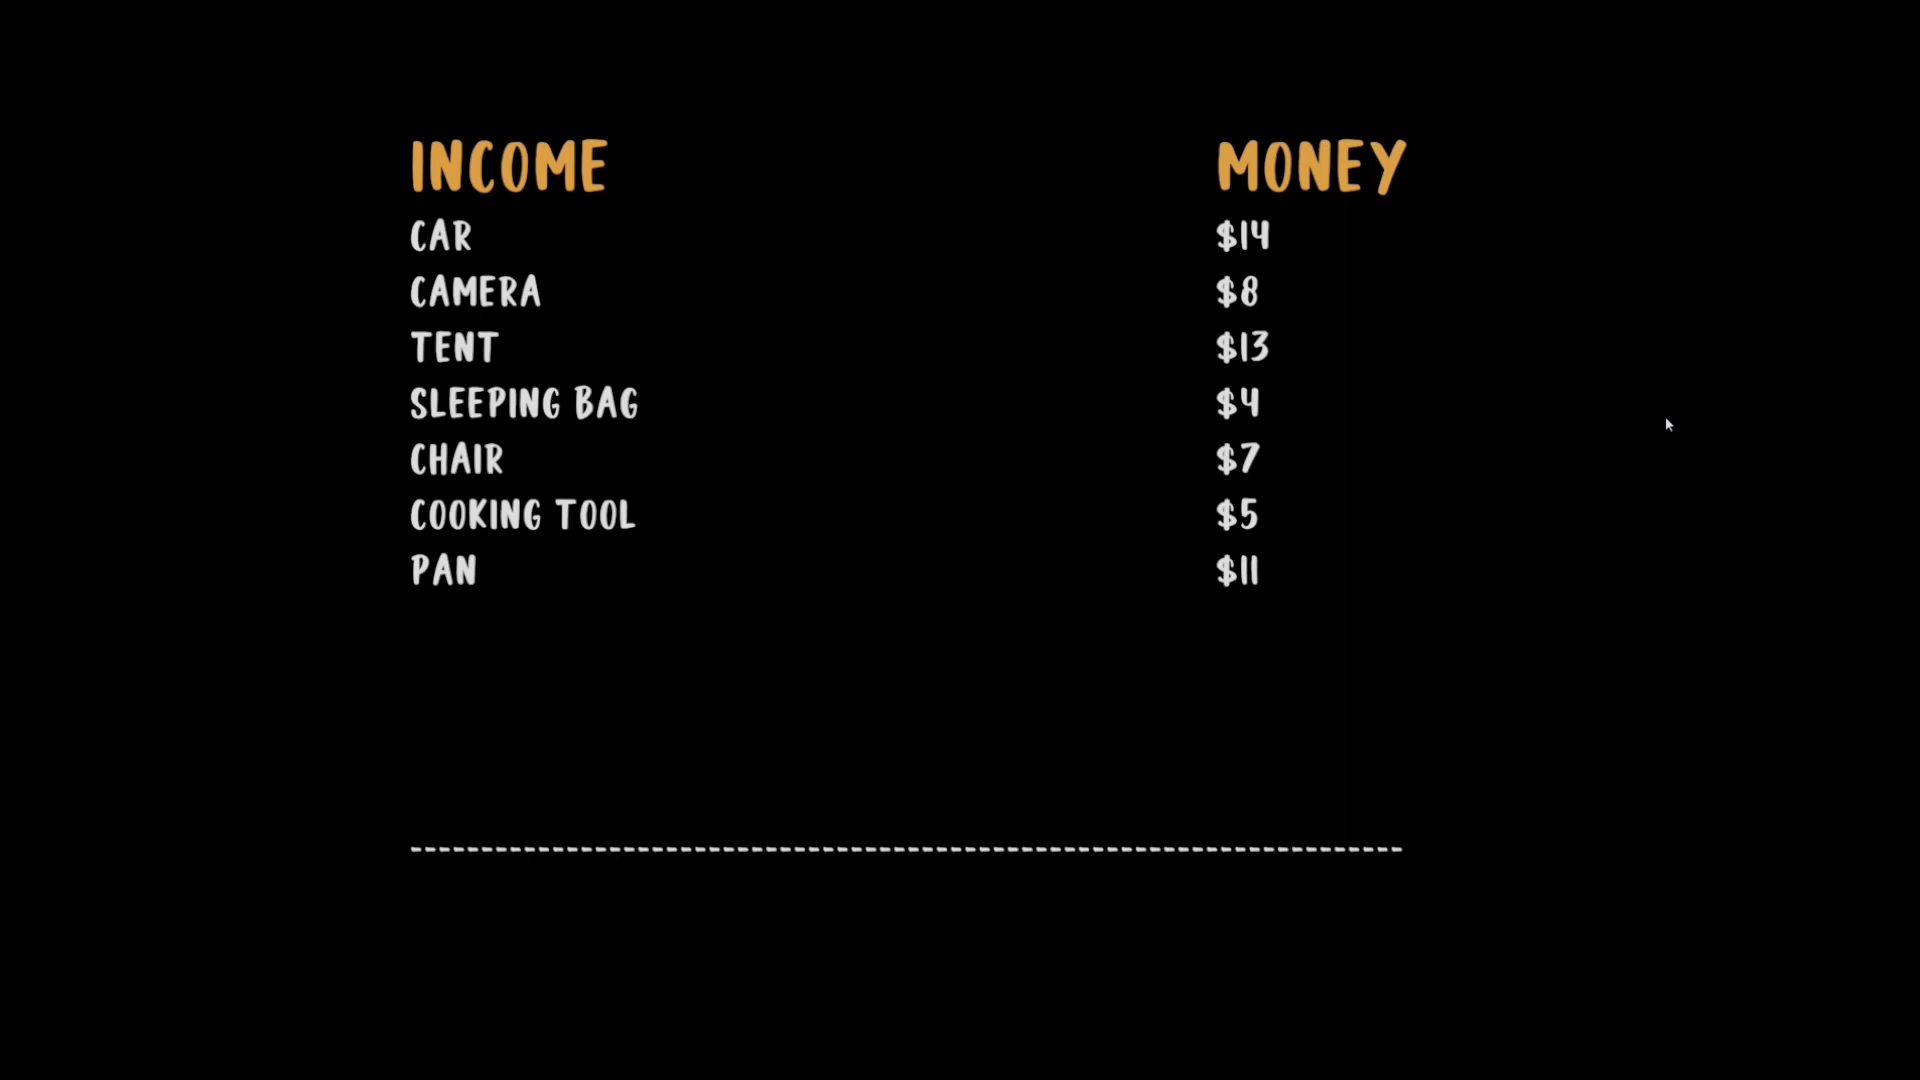 INCOME MONEY
CAR $14
CAMERA $8
TENT $13
SLEEPING BAG $4
CHAIR $7
COOKING TOOL $5
PAN $11
----------------------------------------------------------------------